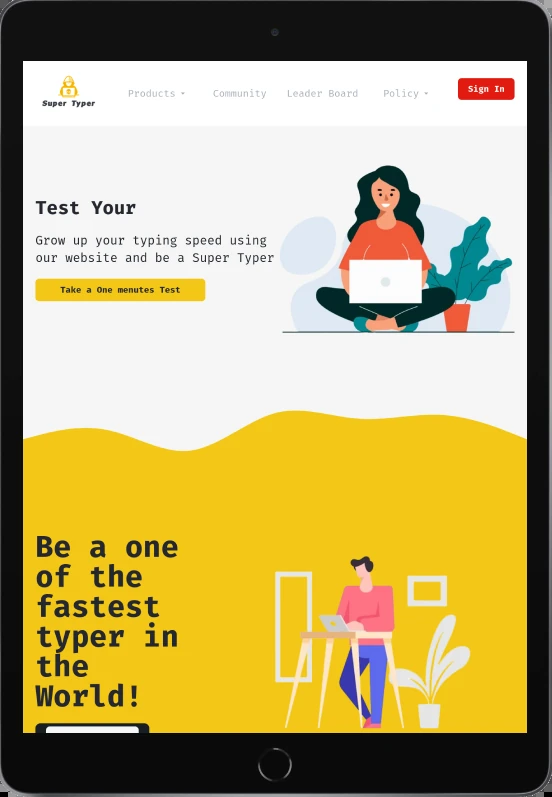 Super Typer
Products
Community
Leader Board
Policy
Sign In
Test Your
Grow up your typing speed using
our website and be a Super Typer
Take a One menutes Test
Be a one
of the
fastest
typer in
the
World!